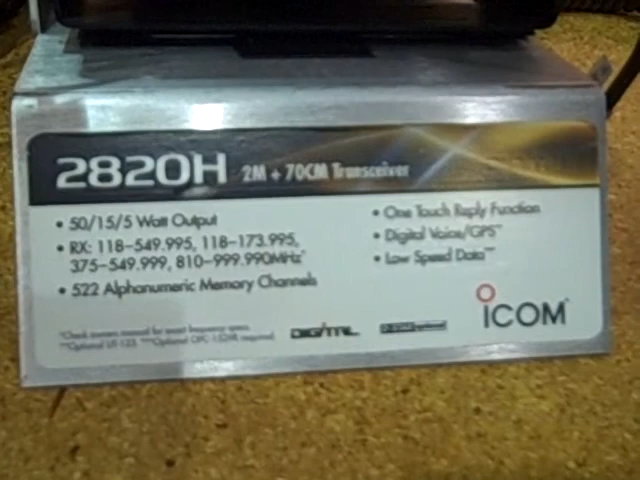 2820H 2M + 70CM Transceiver
• 50/15/5 Watt Output
• RX: 118-549.995, 118-173.995,
375-549.999, 810-999.990MHz*
• 522 Alphanumeric Memory Channels
• One Touch Reply Function
• Digital Voice/GPS**
• Low Speed Data***
*Check owners manual for exact frequency specs.
**Optional UT-123. ***Optional required.
DIGITAL
ICOM